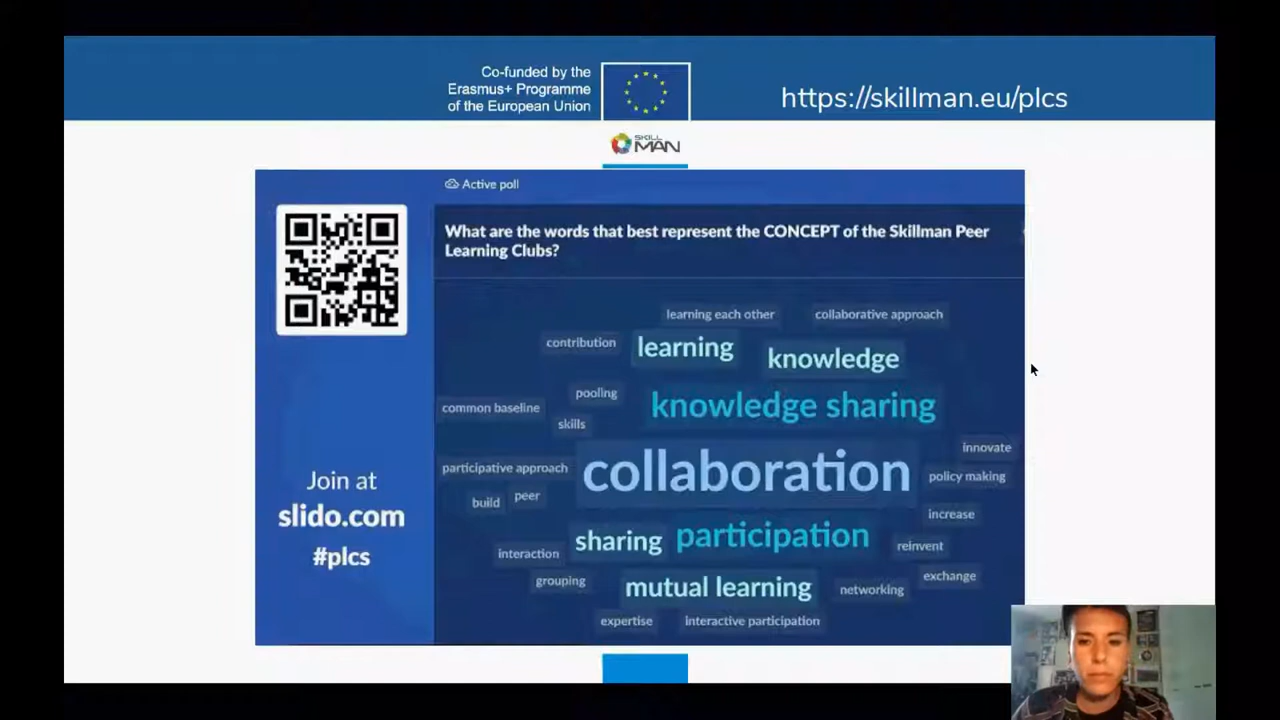 Co-funded by the
Erasmus+ Programme
of the European Union
https://skillman.eu/plcs
SKILL
MAN
Active poll
What are the words that best represent the CONCEPT of the Skillman Peer
Learning Clubs?
learning each other
collaborative approach
contribution
learning
knowledge
pooling
knowledge sharing
common baseline
skills
innovate
participative approach
collaboration
policy making
build
peer
increase
sharing
participation
reinvent
interaction
grouping
mutual learning
networking
exchange
expertise
interactive participation
Join at
slido.com
#plcs